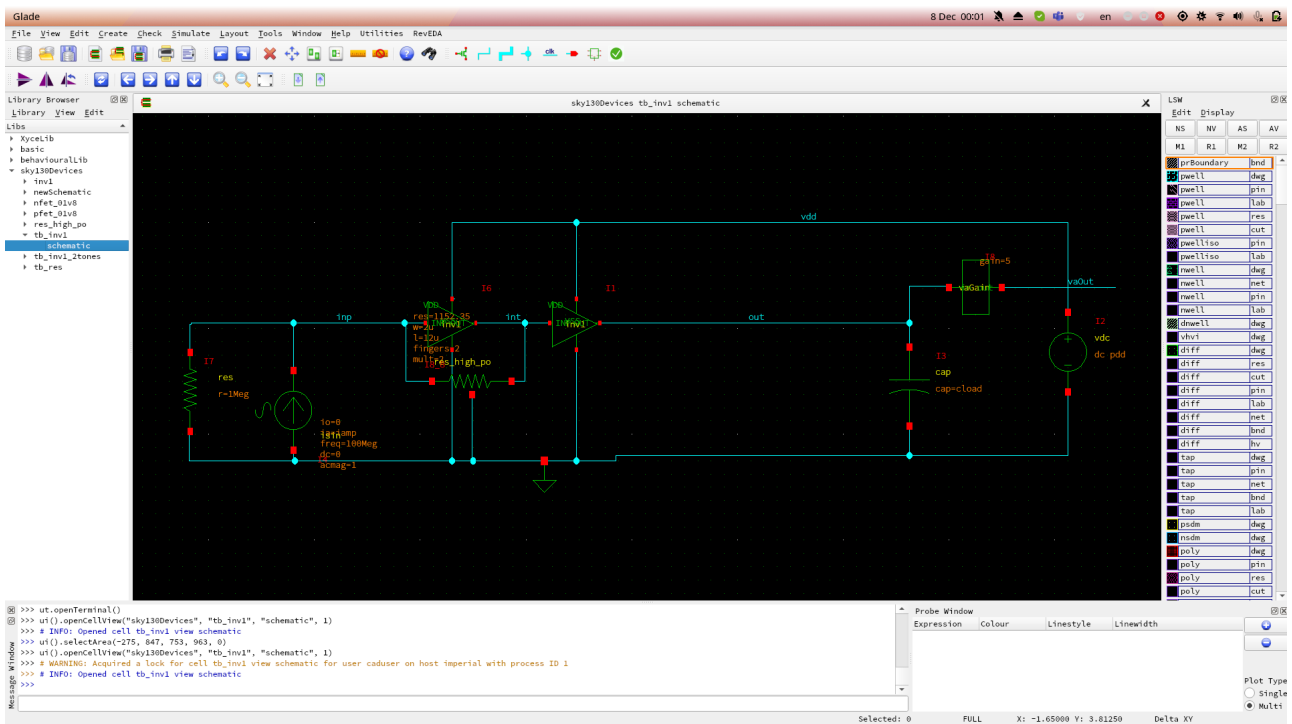 Glade
8 Dec 00:01
en
File View Edit Create Check Simulate Layout Tools Window Help Utilities RevEDA
clk
Library Browser
Library View Edit
Libs
XyceLib
basic
behaviouralLib
sky130Devices
inv1
newSchematic
nfet_01v8
pfet_01v8
res_high_po
tb_inv1
schematic
tb_inv1_2tones
tb_res
sky130Devices tb_inv1 schematic
vdd
I6
I1
gain=5
vaGain
vaOut
VDD
VDD
inp
res=1152.35
w=2u
inv1
int
inv1
out
l=12u
fingers=2
mult=2
res_high_po
I2
vdc
dc pdd
I7
res
r=1Meg
I3
cap
cap=cload
io=0
isin
freq=100Meg
dc=0
acmag=1
LSW
Edit Display
NS NV AS AV
M1 R1 M2 R2
prBoundary bnd
pwell dwg
pwell pin
pwell lab
pwell res
pwell cut
pwelliso pin
pwelliso lab
nwell dwg
nwell net
nwell pin
nwell lab
dnwell dwg
vhvi dwg
diff dwg
diff res
diff cut
diff pin
diff lab
diff net
diff bnd
diff hv
tap dwg
tap pin
tap net
tap bnd
tap lab
psdm dwg
nsdm dwg
poly dwg
poly pin
poly res
poly cut
Message Window
>>> ut.openTerminal()
>>> ui().openCellView("sky130Devices", "tb_inv1", "schematic", 1)
>>> # INFO: Opened cell tb_inv1 view schematic
>>> ui().selectArea(-275, 847, 753, 963, 0)
>>> ui().openCellView("sky130Devices", "tb_inv1", "schematic", 1)
>>> # WARNING: Acquired a lock for cell tb_inv1 view schematic for user caduser on host imperial with process ID 1
>>> # INFO: Opened cell tb_inv1 view schematic
>>>
Probe Window
Expression Colour Linestyle Linewidth
Plot Type
Single
Multi
Selected: 0 FULL X: -1.65000 Y: 3.81250 Delta XY